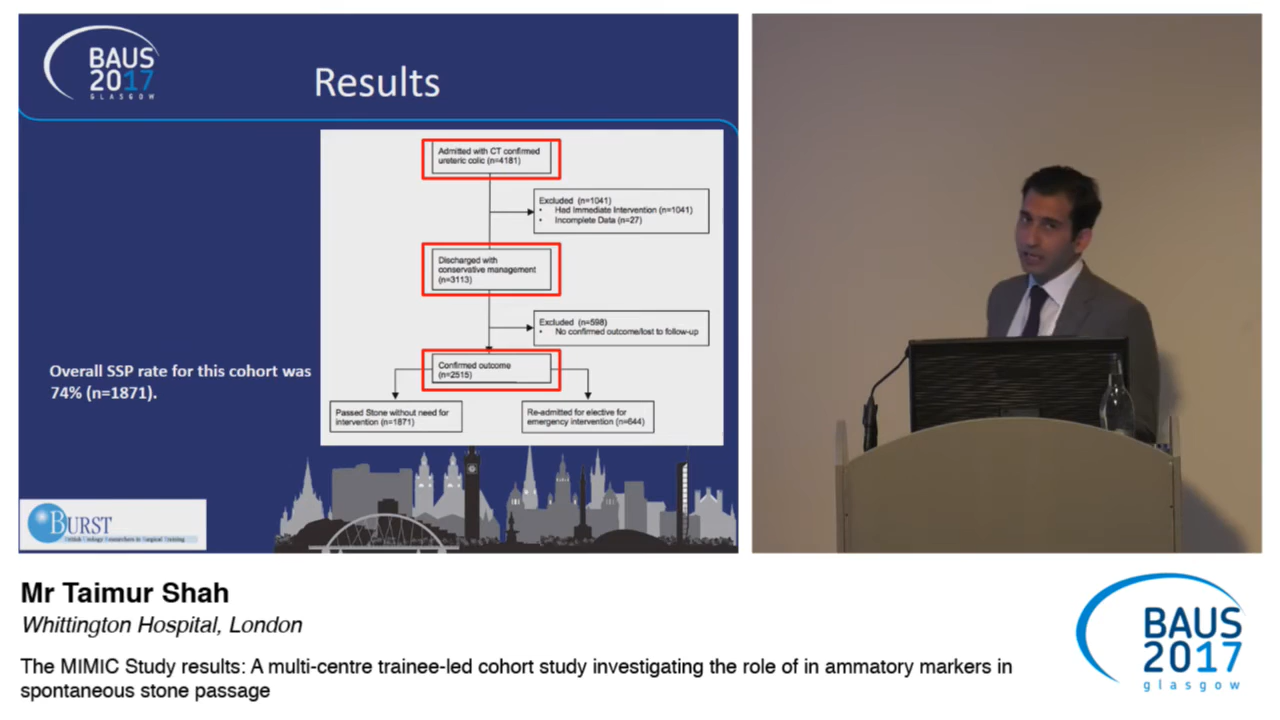 BAUS
2017
GLASGOW
Results
Admitted with CT confirmed
ureteric colic (n=4181)
Excluded (n=1041)
• Had Immediate Intervention (n=1041)
• Incomplete Data (n=27)
Discharged with
conservative management
(n=3113)
Excluded (n=598)
• No confirmed outcome/lost to follow-up
Confirmed outcome
(n=2515)
Passed Stone without need for
intervention (n=1871)
Re-admitted for elective for
emergency intervention (n=644)
Overall SSP rate for this cohort was
74% (n=1871).
BURST
British Urology Researchers in Surgical Training
Mr Taimur Shah
Whittington Hospital, London
The MIMIC Study results: A multi-centre trainee-led cohort study investigating the role of in ammatory markers in
spontaneous stone passage
BAUS
2017
glasgow